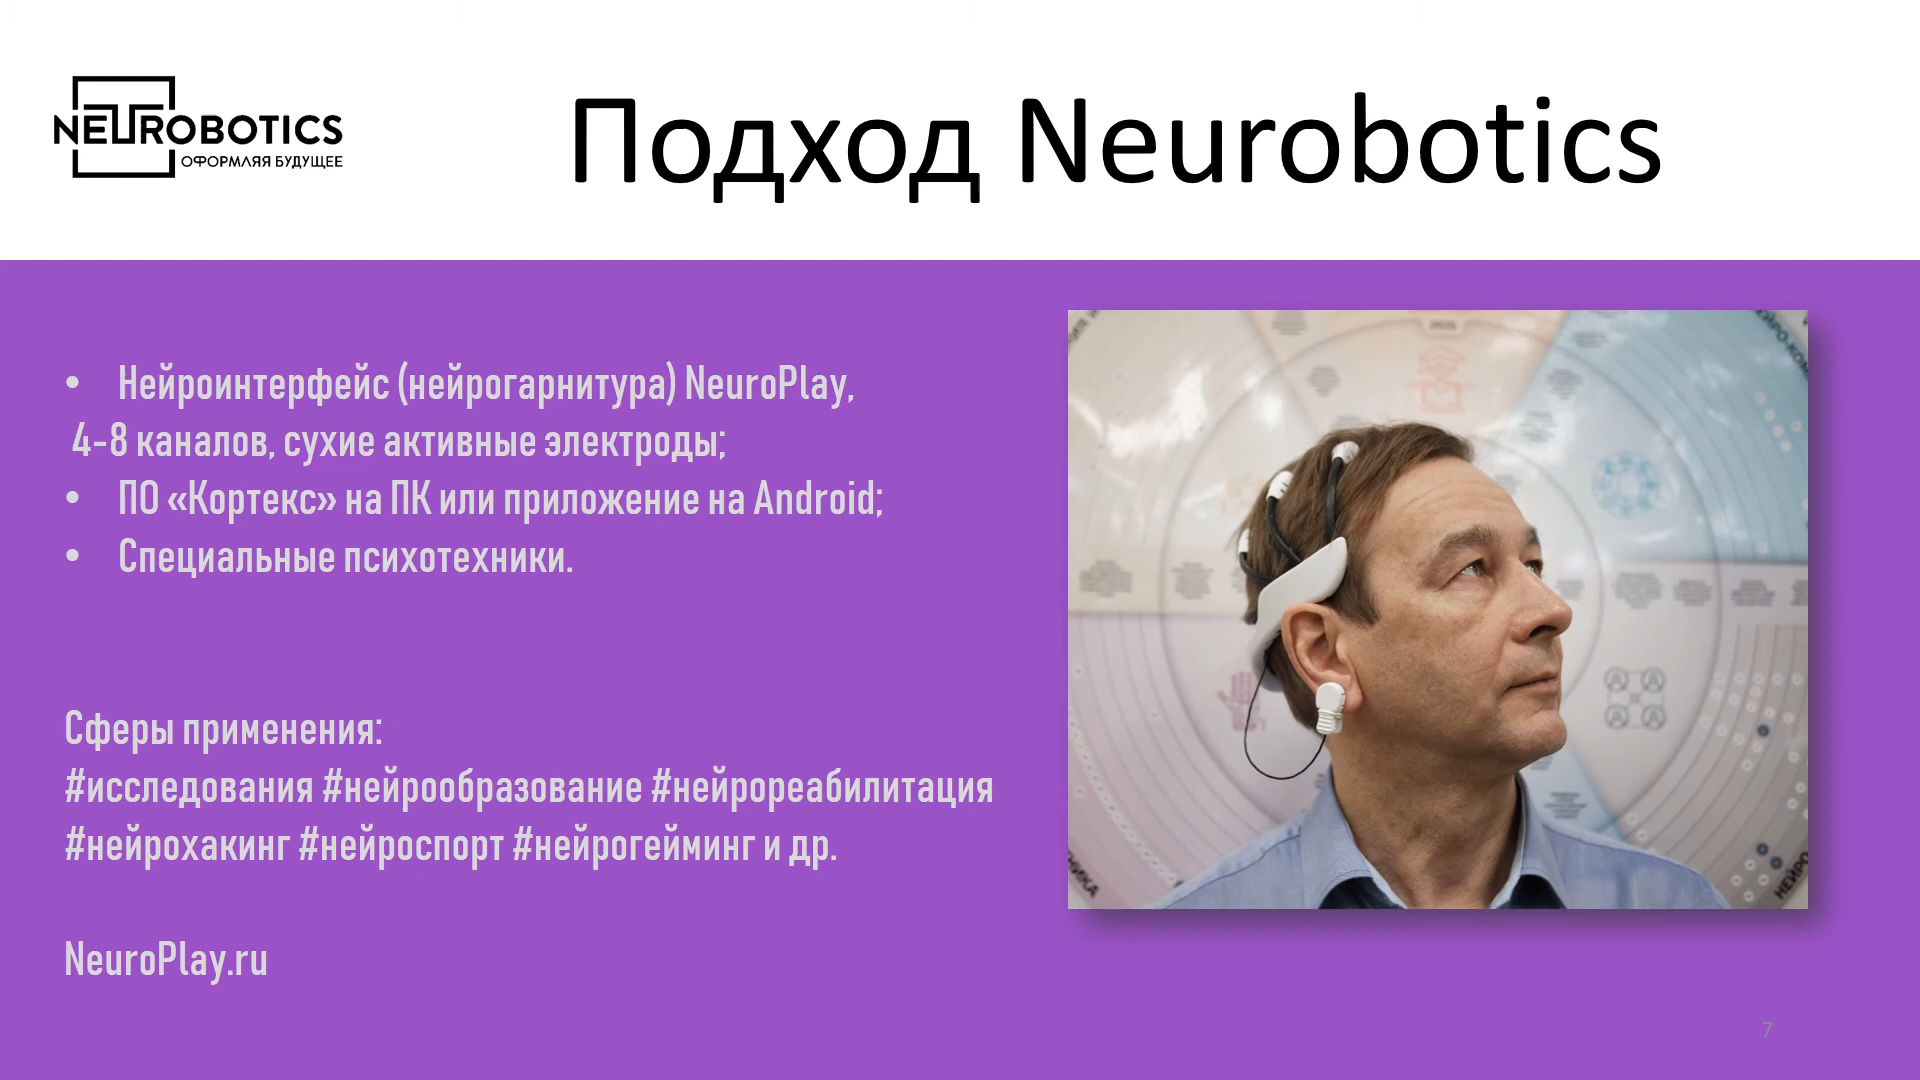 NEUROBOTICS
ОФОРМЛЯЯ БУДУЩЕЕ
Подход Neurobotics
• Нейроинтерфейс (нейрогарнитура) NeuroPlay,
4-8 каналов, сухие активные электроды;
• ПО «Кортекс» на ПК или приложение на Android;
• Специальные психотехники.
Сферы применения:
#исследования #нейрообразование #нейрореабилитация
#нейрохакинг #нейроспорт #нейрогейминг и др.
NeuroPlay.ru
7